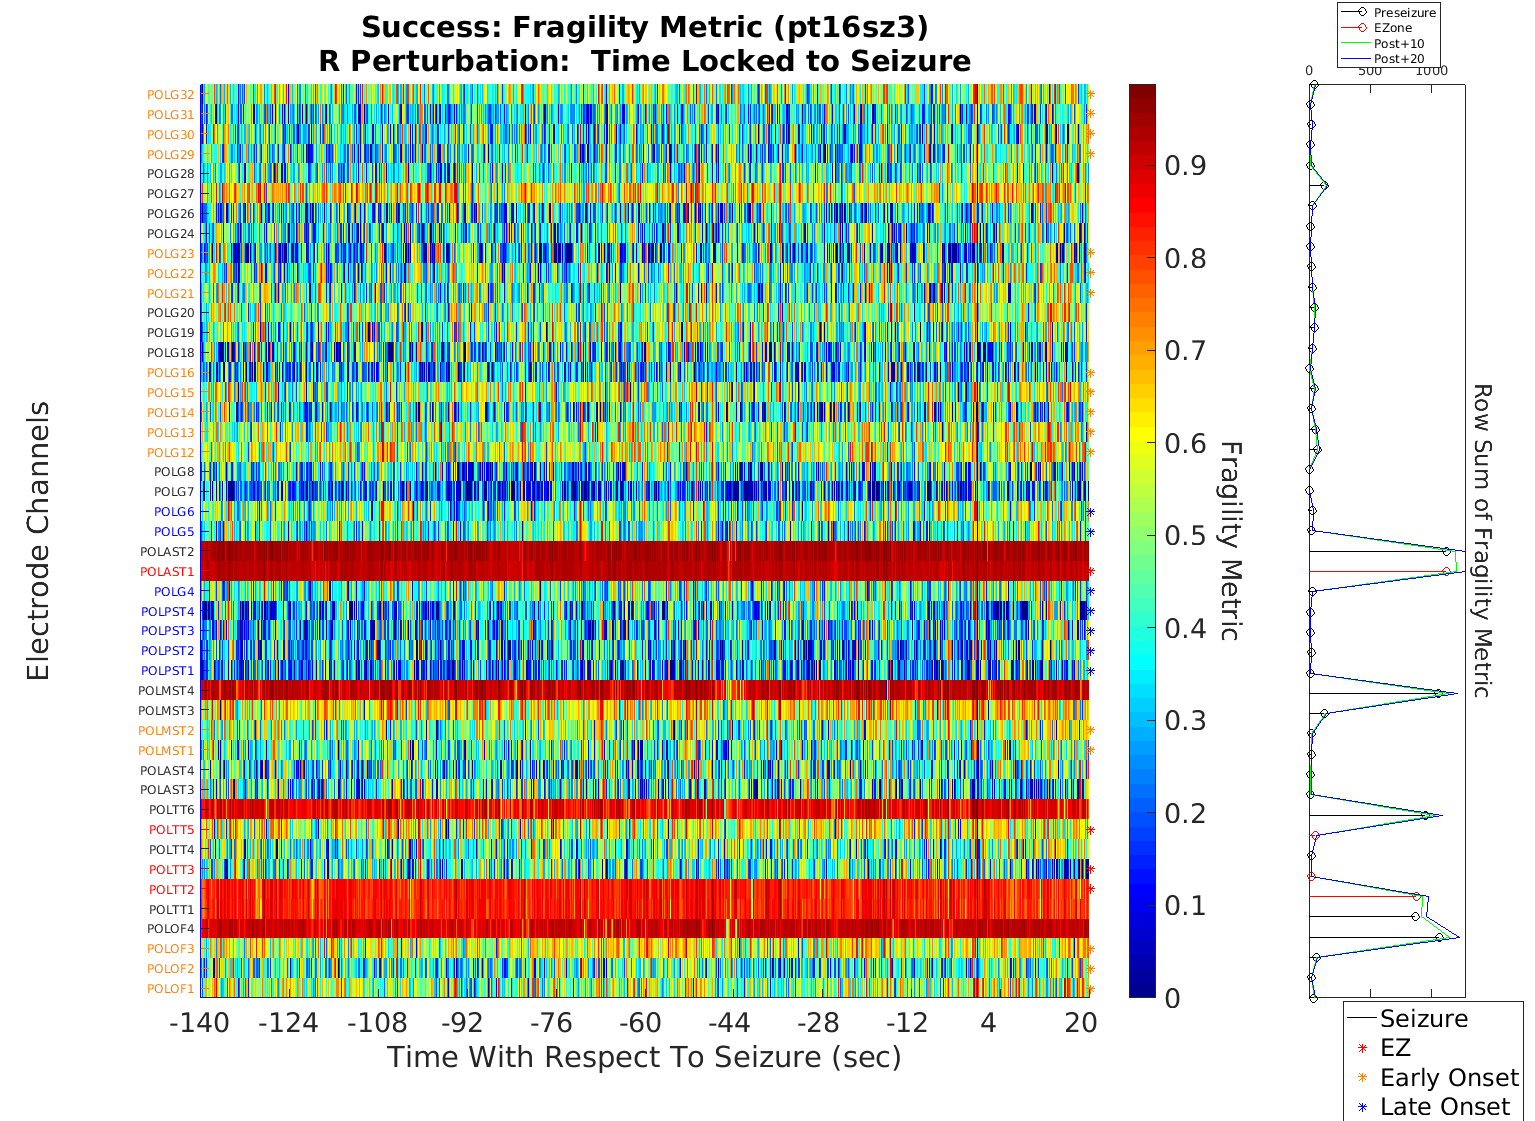 Success: Fragility Metric (pt16sz3)
R Perturbation:  Time Locked to Seizure
Preseizure
EZone
Post+10
Post+20
0 500 1000
POLG32
POLG31
POLG30
POLG29
POLG28
POLG27
POLG26
POLG24
POLG23
POLG22
POLG21
POLG20
POLG19
POLG18
POLG16
POLG15
POLG14
POLG13
POLG12
POLG8
POLG7
POLG6
POLG5
POLAST2
POLAST1
POLG4
POLPST4
POLPST3
POLPST2
POLPST1
POLMST4
POLMST3
POLMST2
POLMST1
POLAST4
POLAST3
POLTT6
POLTT5
POLTT4
POLTT3
POLTT2
POLTT1
POLOF4
POLOF3
POLOF2
POLOF1
Electrode Channels
-140 -124 -108 -92 -76 -60 -44 -28 -12 4 20
Time With Respect To Seizure (sec)
0.9
0.8
0.7
0.6
0.5
0.4
0.3
0.2
0.1
0
Fragility Metric
Row Sum of Fragility Metric
Seizure
EZ
Early Onset
Late Onset